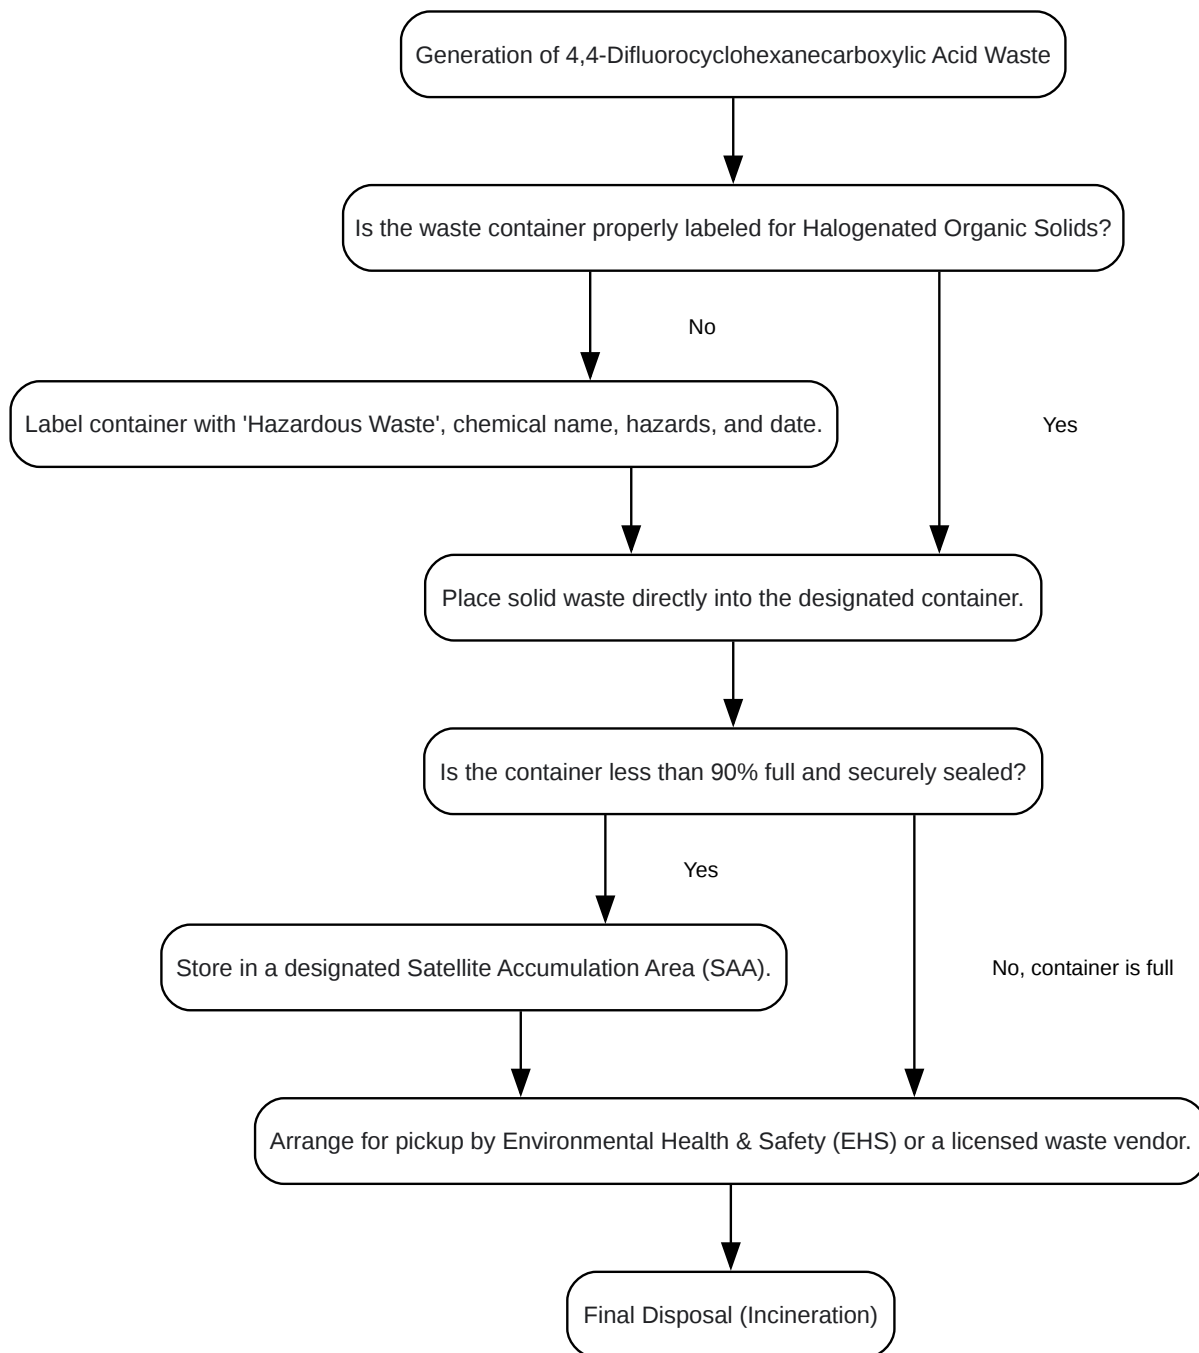 Generation of 4,4-Difluorocyclohexanecarboxylic Acid Waste
Is the waste container properly labeled for Halogenated Organic Solids?
No
Label container with 'Hazardous Waste', chemical name, hazards, and date.
Yes
Place solid waste directly into the designated container.
Is the container less than 90% full and securely sealed?
Yes
Store in a designated Satellite Accumulation Area (SAA).
No, container is full
Arrange for pickup by Environmental Health & Safety (EHS) or a licensed waste vendor.
Final Disposal (Incineration)